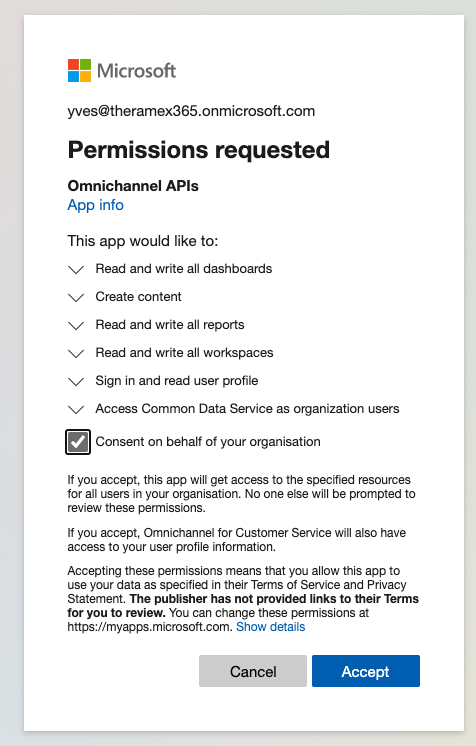 Microsoft
yves@theramex365.onmicrosoft.com
Permissions requested
Omnichannel APIs
App info
This app would like to:
Read and write all dashboards
Create content
Read and write all reports
Read and write all workspaces
Sign in and read user profile
Access Common Data Service as organization users
Consent on behalf of your organisation
If you accept, this app will get access to the specified resources
for all users in your organisation. No one else will be prompted to
review these permissions.
If you accept, Omnichannel for Customer Service will also have
access to your user profile information.
Accepting these permissions means that you allow this app to
use your data as specified in their Terms of Service and Privacy
Statement. The publisher has not provided links to their Terms
for you to review. You can change these permissions at
https://myapps.microsoft.com. Show details
Cancel
Accept